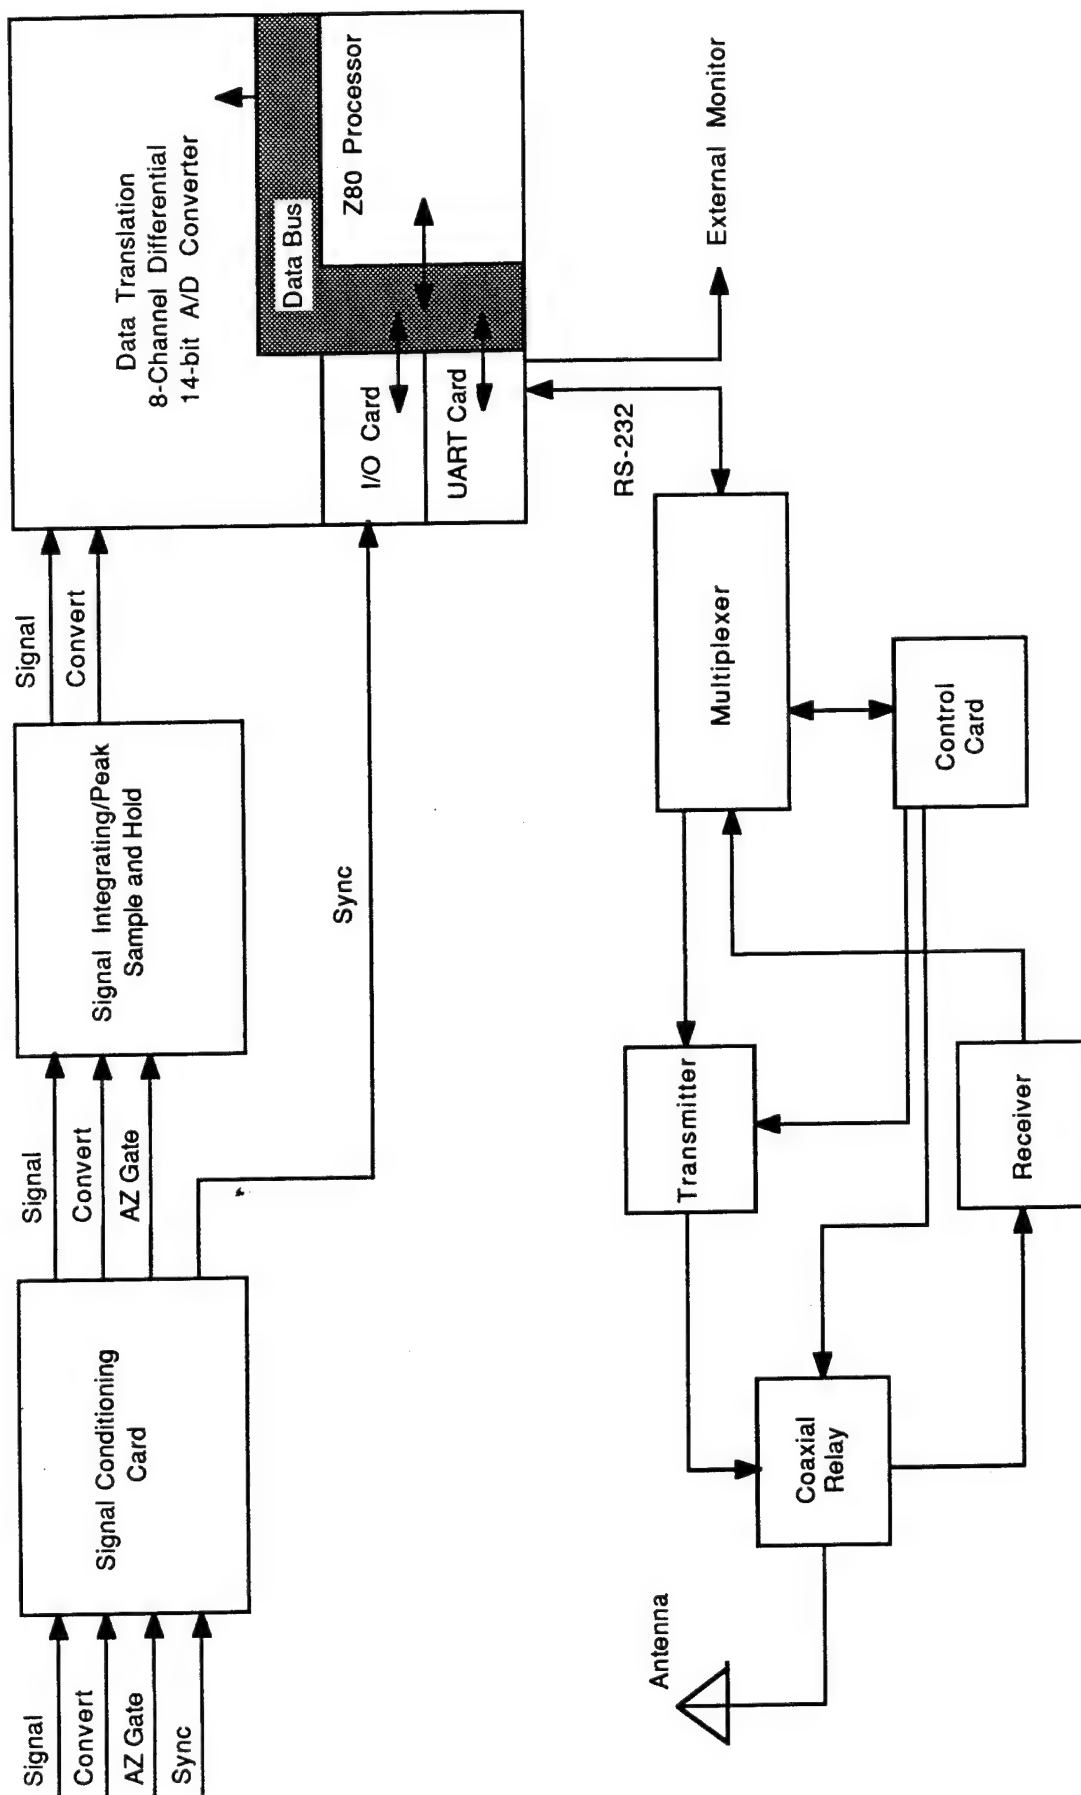 Signal
Convert
AZ Gate
Sync
Signal Conditioning
Card
Signal
Convert
AZ Gate
Signal Integrating/Peak
Sample and Hold
Signal
Convert
Sync
Data Translation
8-Channel Differential
14-bit A/D Converter
Data Bus
Z80 Processor
I/O Card
UART Card
RS-232
External Monitor
Multiplexer
Control
Card
Transmitter
Receiver
Coaxial
Relay
Antenna